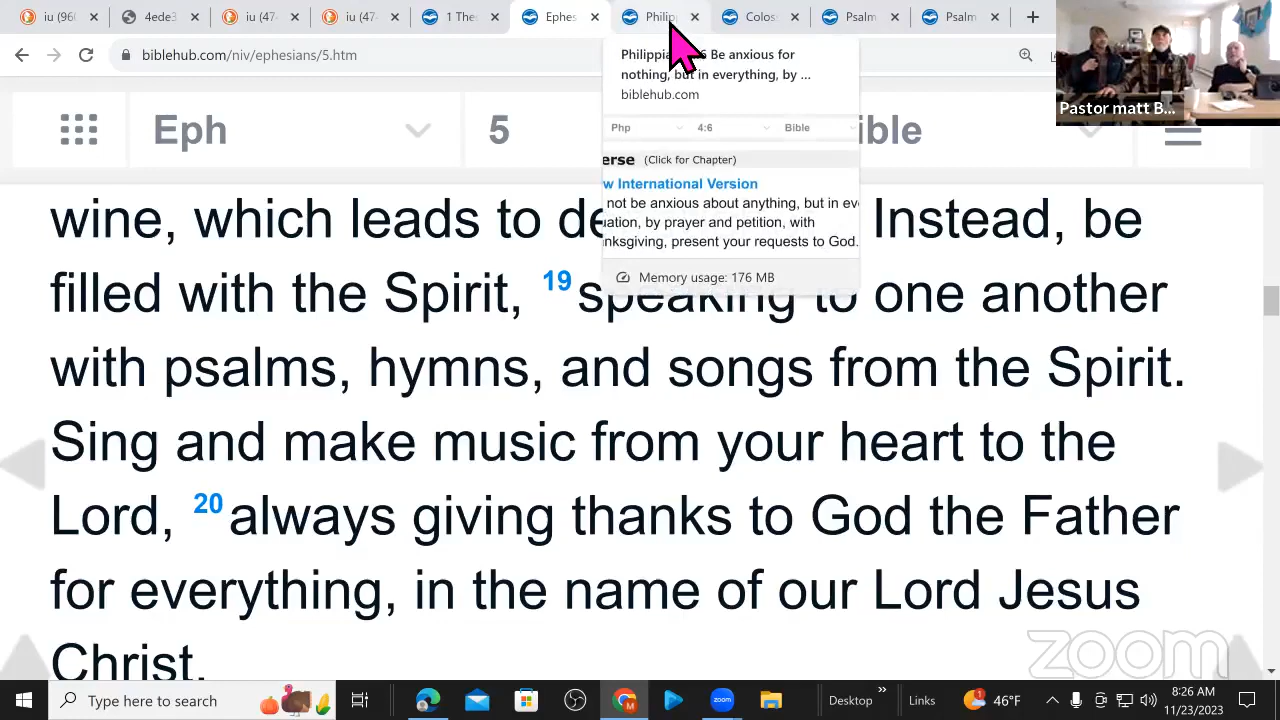 iu (96
4ede3
iu (47
iu (47
1 The
Ephes
Philip
Colos
Psalm
Psalm
biblehub.com/niv/ephesians/5.htm
Be anxious for
nothing, but in everything, by ...
biblehub.com
Php 4:6 Bible
erse (Click for Chapter)
w International Version
not be anxious about anything, but in ev
uation, by prayer and petition, with
anksgiving, present your requests to God.
Memory usage: 176 MB
Pastor matt B...
Eph 5 ible
wine, which leads to de Instead, be
filled with the Spirit, 19 speaking to one another
with psalms, hymns, and songs from the Spirit.
Sing and make music from your heart to the
Lord, 20 always giving thanks to God the Father
for everything, in the name of our Lord Jesus
Christ.
zoom
Type here to search
zoom
Desktop
Links
46°F
8:26 AM
11/23/2023